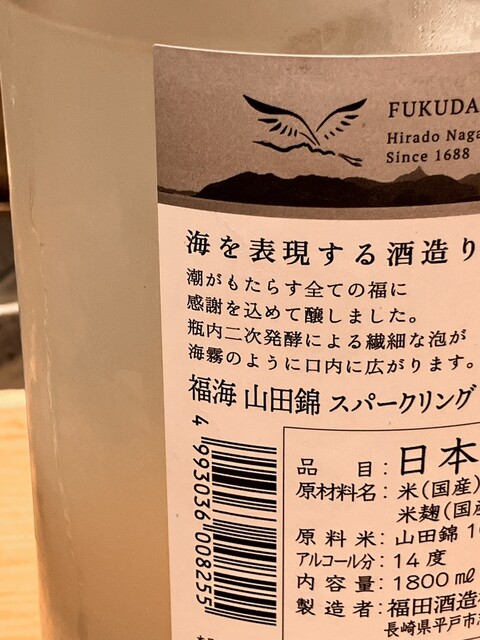 FUKUDA
Hirado Naga
Since 1688
海を表現する酒造り
潮がもたらす全ての福に
感謝を込めて醸しました。
瓶内二次発酵による繊細な泡が
海霧のように口内に広がります。
福海 山田錦 スパークリング
品 目: 日本
原材料名: 米(国産)
米麹(国産
原料米: 山田錦 1
アルコール分: 14度
内容量: 1800㎖
製造者: 福田酒造
長崎県平戸市
4 993036 008255